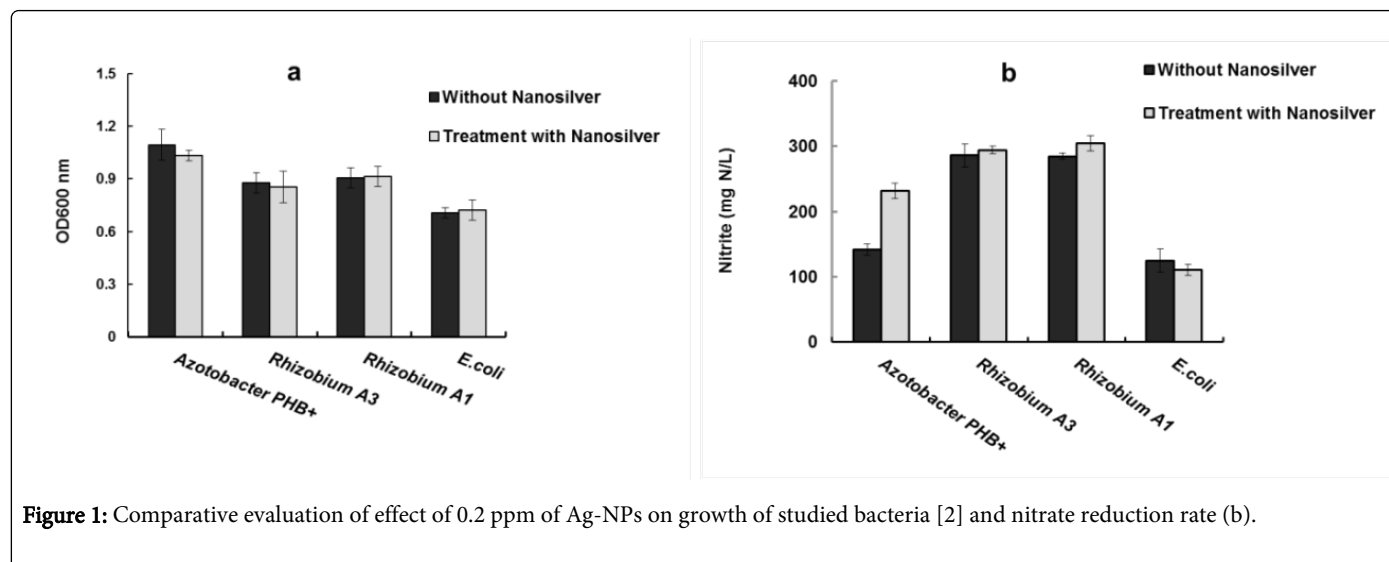 a
Without Nanosilver
Treatment with Nanosilver
OD600 nm
1.5
1.2
0.9
0.6
0.3
0
Azotobacter PHB+
Rhizobium A3
Rhizobium A1
E.coli
b
Without Nanosilver
Treatment with Nanosilver
Nitrite (mg N/L)
400
300
200
100
0
Azotobacter PHB+
Rhizobium A3
Rhizobium A1
E.coli
Figure 1: Comparative evaluation of effect of 0.2 ppm of Ag-NPs on growth of studied bacteria [2] and nitrate reduction rate (b).